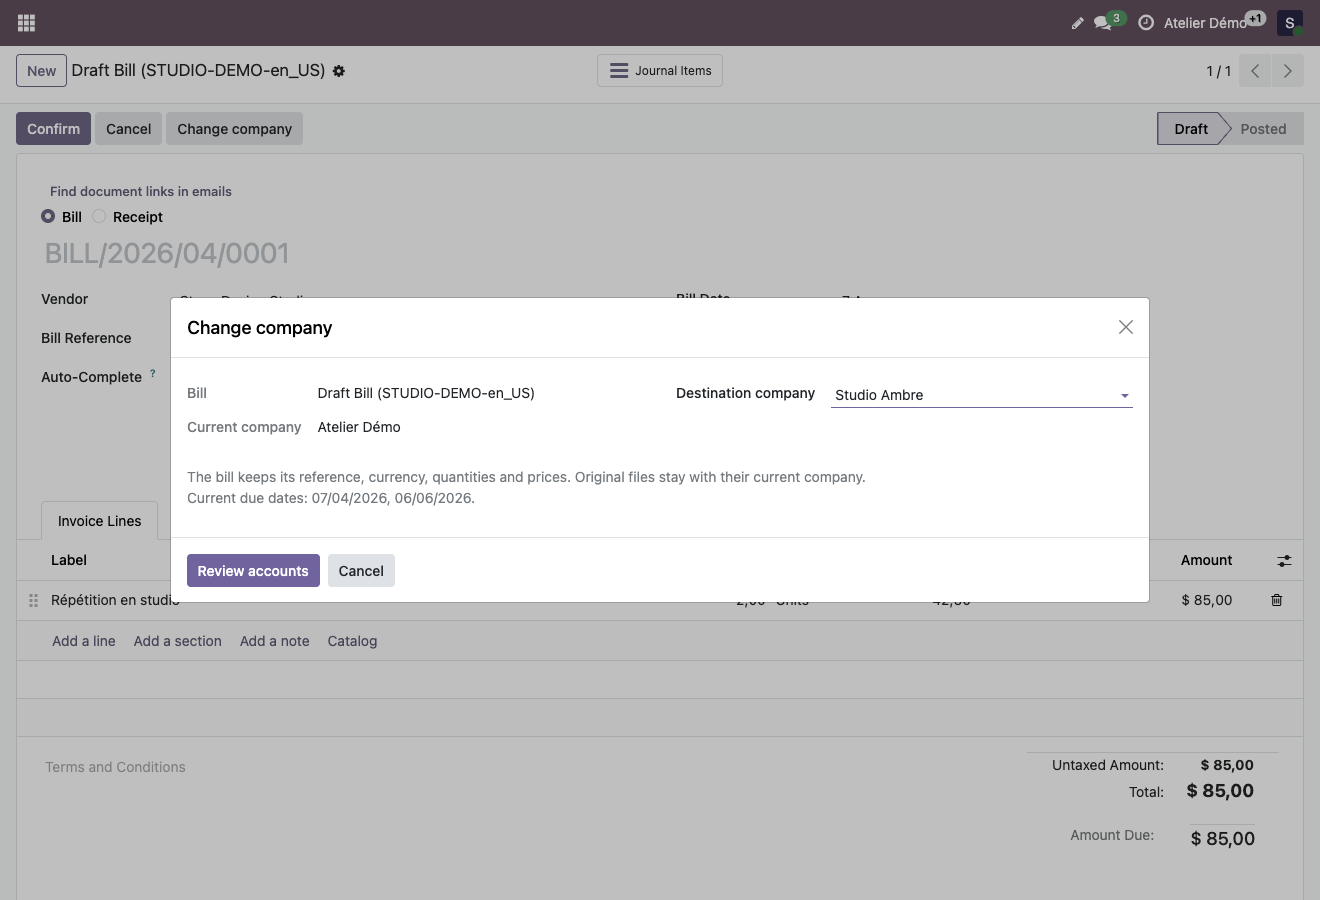 3
Atelier Démo
+1
S
New
Draft Bill (STUDIO-DEMO-en_US)
Journal Items
1 / 1
Confirm
Cancel
Change company
Draft
Posted
Find document links in emails
Bill
Receipt
BILL/2026/04/0001
Vendor
Bill Date
Bill Reference
Auto-Complete ?
Change company
Bill
Draft Bill (STUDIO-DEMO-en_US)
Destination company
Studio Ambre
Current company
Atelier Démo
The bill keeps its reference, currency, quantities and prices. Original files stay with their current company.
Current due dates: 07/04/2026, 06/06/2026.
Review accounts
Cancel
Invoice Lines
Label
Amount
Répétition en studio
2,00 Units
$ 85,00
Add a line
Add a section
Add a note
Catalog
Terms and Conditions
Untaxed Amount: $ 85,00
Total: $ 85,00
Amount Due: $ 85,00